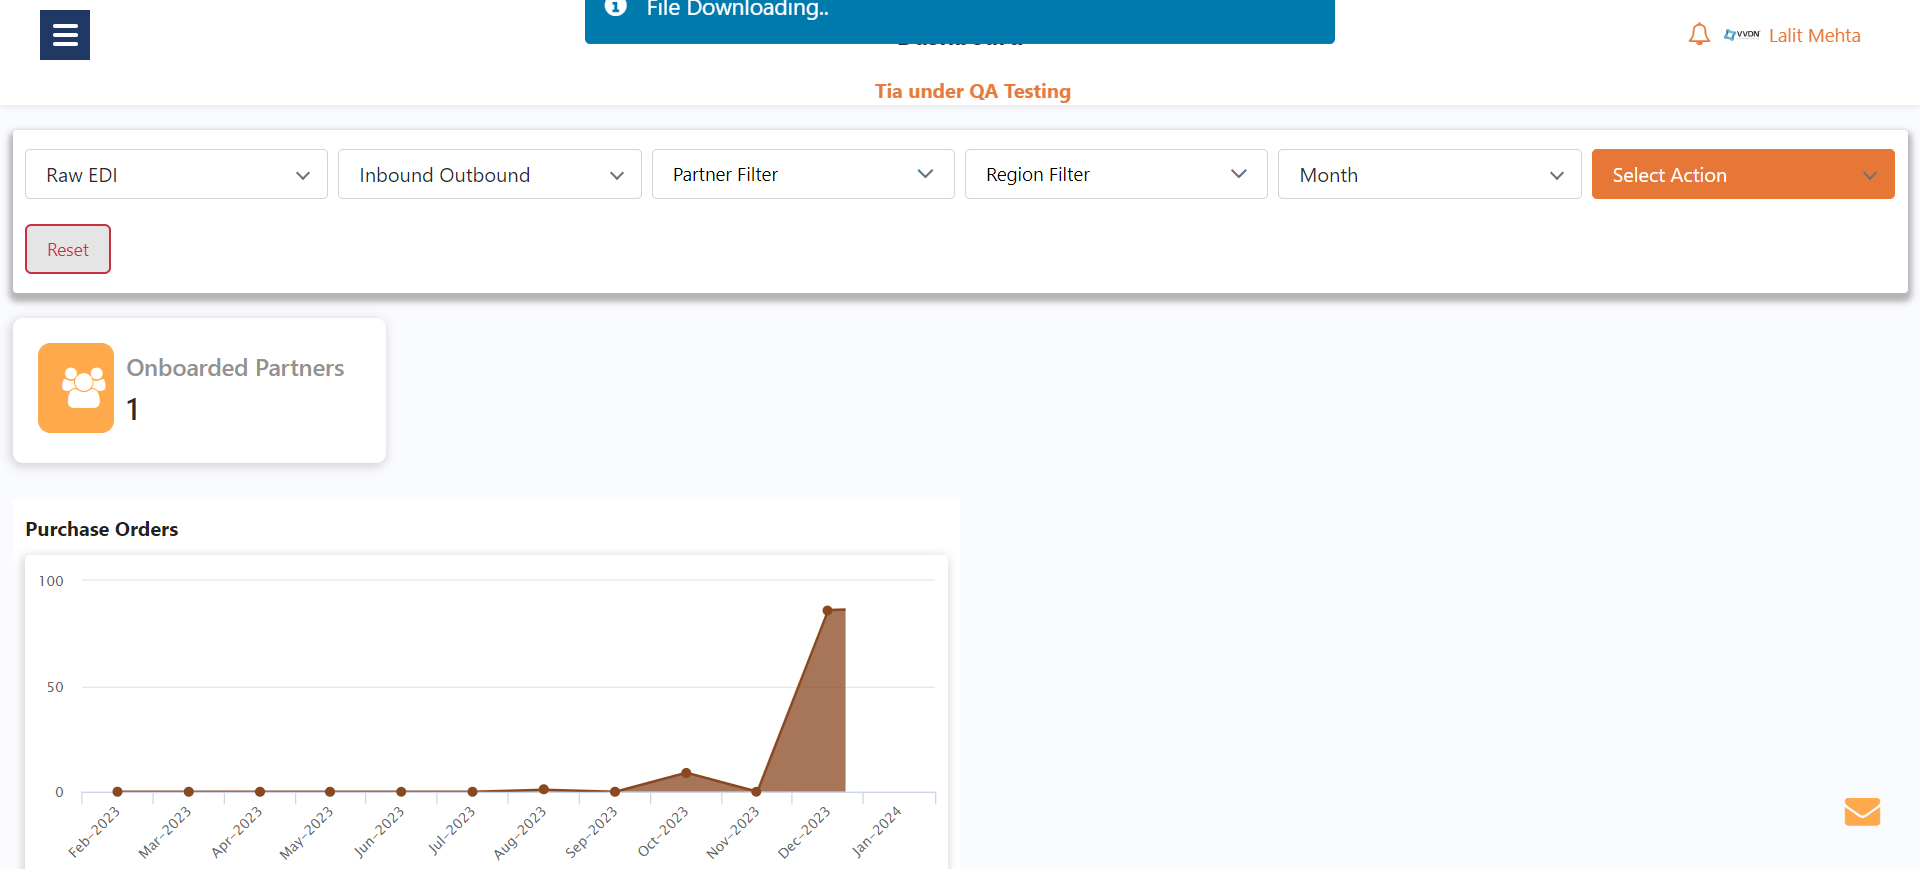 File Downloading..
Dashboard
VVDN Lalit Mehta
Tia under QA Testing
Raw EDI
Inbound Outbound
Partner Filter
Region Filter
Month
Select Action
Reset
Onboarded Partners
1
Purchase Orders
100
50
0
Feb-2023
Mar-2023
Apr-2023
May-2023
Jun-2023
Jul-2023
Aug-2023
Sep-2023
Oct-2023
Nov-2023
Dec-2023
Jan-2024